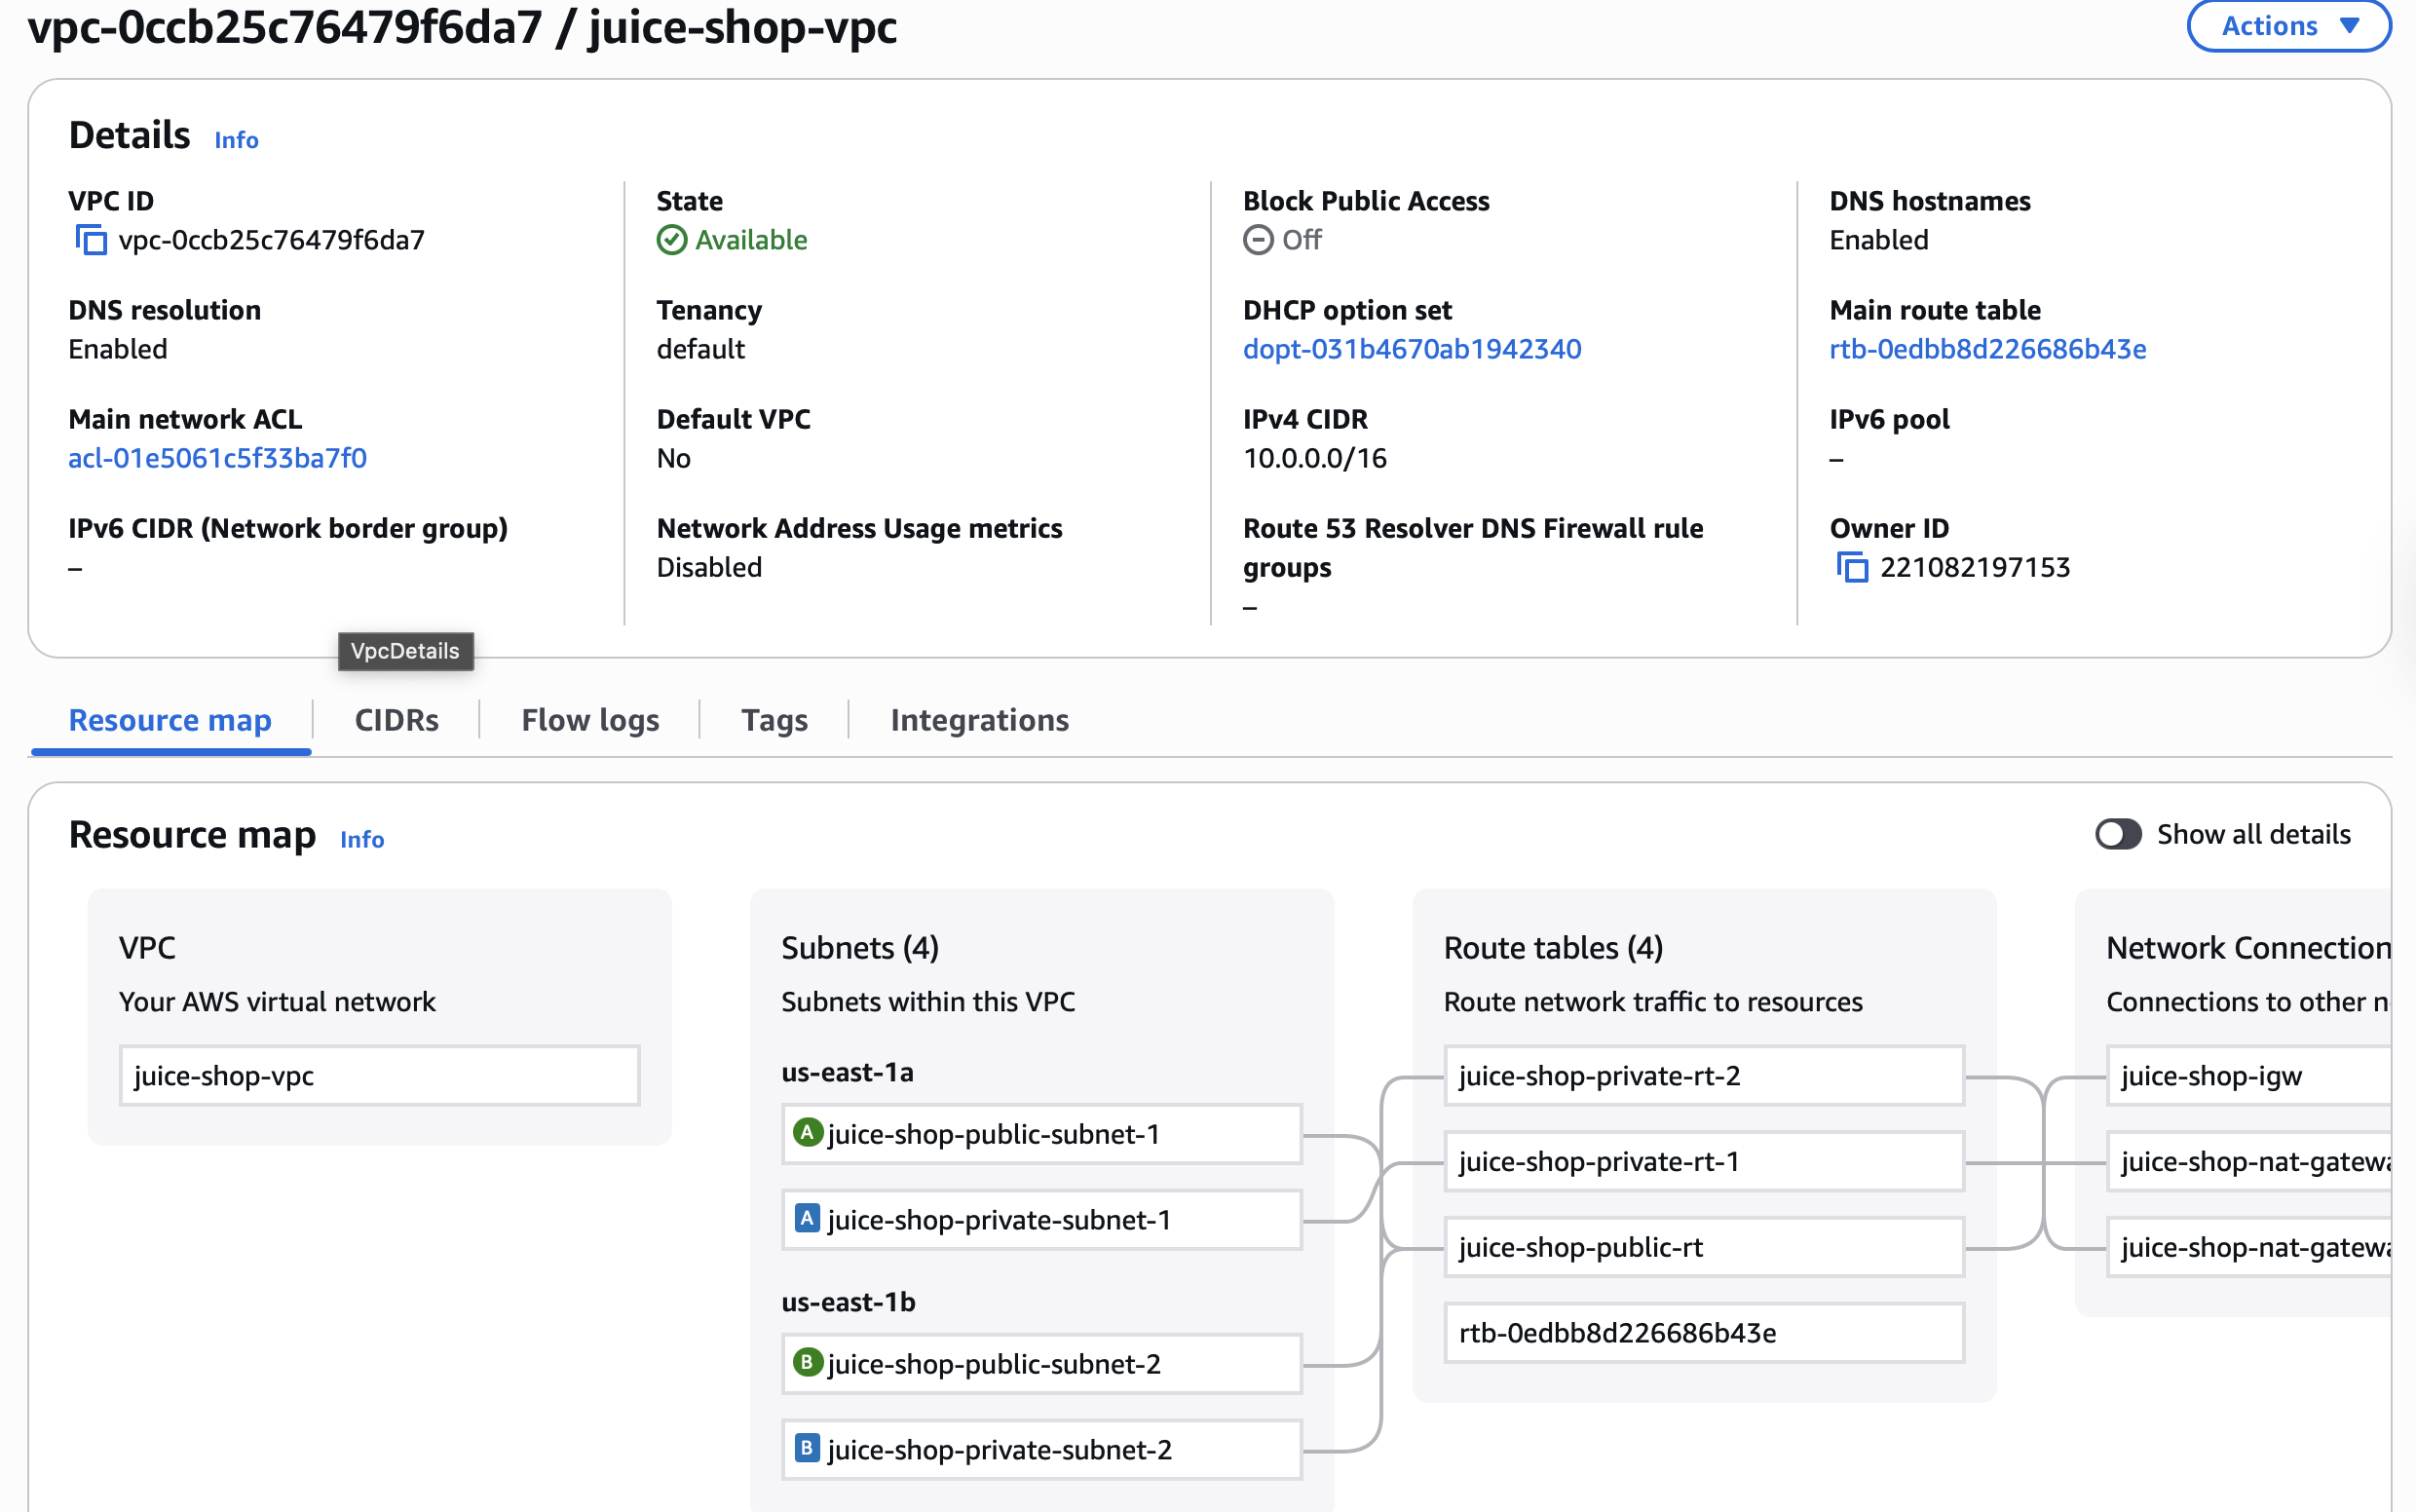 vpc-0ccb25c76479f6da7 / juice-shop-vpc
Actions
Details Info
VPC ID
vpc-0ccb25c76479f6da7
State
Available
Block Public Access
Off
DNS hostnames
Enabled
DNS resolution
Enabled
Tenancy
default
DHCP option set
dopt-031b4670ab1942340
Main route table
rtb-0edbb8d226686b43e
Main network ACL
acl-01e5061c5f33ba7f0
Default VPC
No
IPv4 CIDR
10.0.0.0/16
IPv6 pool
–
IPv6 CIDR (Network border group)
–
Network Address Usage metrics
Disabled
Route 53 Resolver DNS Firewall rule
groups
–
Owner ID
221082197153
VpcDetails
Resource map
CIDRs
Flow logs
Tags
Integrations
Resource map Info
Show all details
VPC
Your AWS virtual network
juice-shop-vpc
Subnets (4)
Subnets within this VPC
us-east-1a
A juice-shop-public-subnet-1
A juice-shop-private-subnet-1
us-east-1b
B juice-shop-public-subnet-2
B juice-shop-private-subnet-2
Route tables (4)
Route network traffic to resources
juice-shop-private-rt-2
juice-shop-private-rt-1
juice-shop-public-rt
rtb-0edbb8d226686b43e
Network Connection
Connections to other n
juice-shop-igw
juice-shop-nat-gatewa
juice-shop-nat-gatewa